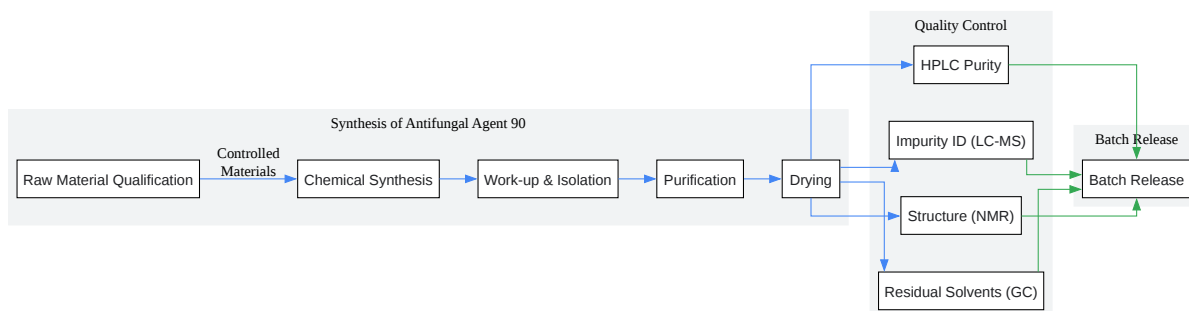 Quality Control
HPLC Purity
Synthesis of Antifungal Agent 90
Impurity ID (LC-MS)
Batch Release
Controlled
Materials
Raw Material Qualification
Chemical Synthesis
Work-up & Isolation
Purification
Drying
Batch Release
Structure (NMR)
Residual Solvents (GC)